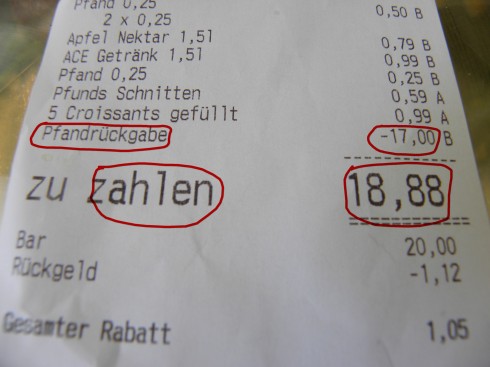 Pfand 0,25
2 x 0,25 0,50 B
Apfel Nektar 1,5l 0,79 B
ACE Getränk 1,5l 0,99 B
Pfand 0,25 0,25 B
Pfunds Schnitten 0,59 A
5 Croissants gefüllt 0,99 A
Pfandrückgabe -17,00 B
zu zahlen 18,88
Bar 20,00
Rückgeld -1,12
Gesamter Rabatt 1,05